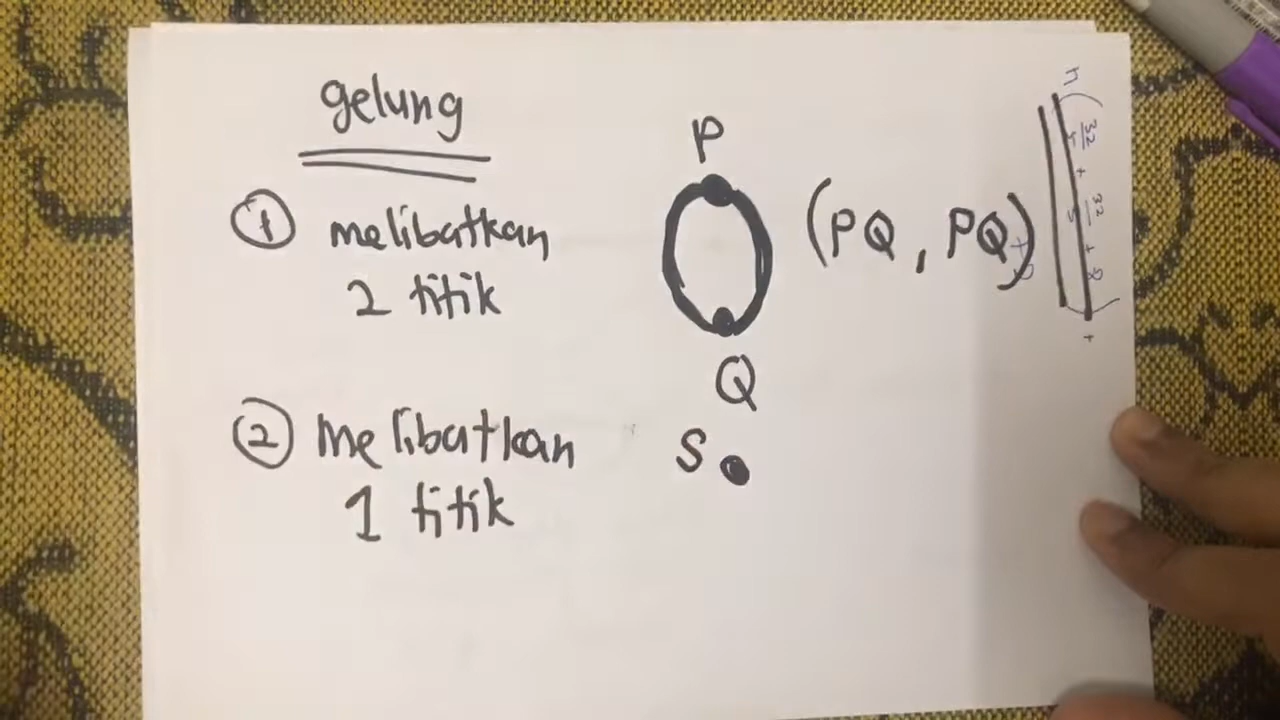 gelung
1 melibatkan
2 titik
P
(PQ, PQ)
Q
2 melibatkan
1 titik
S